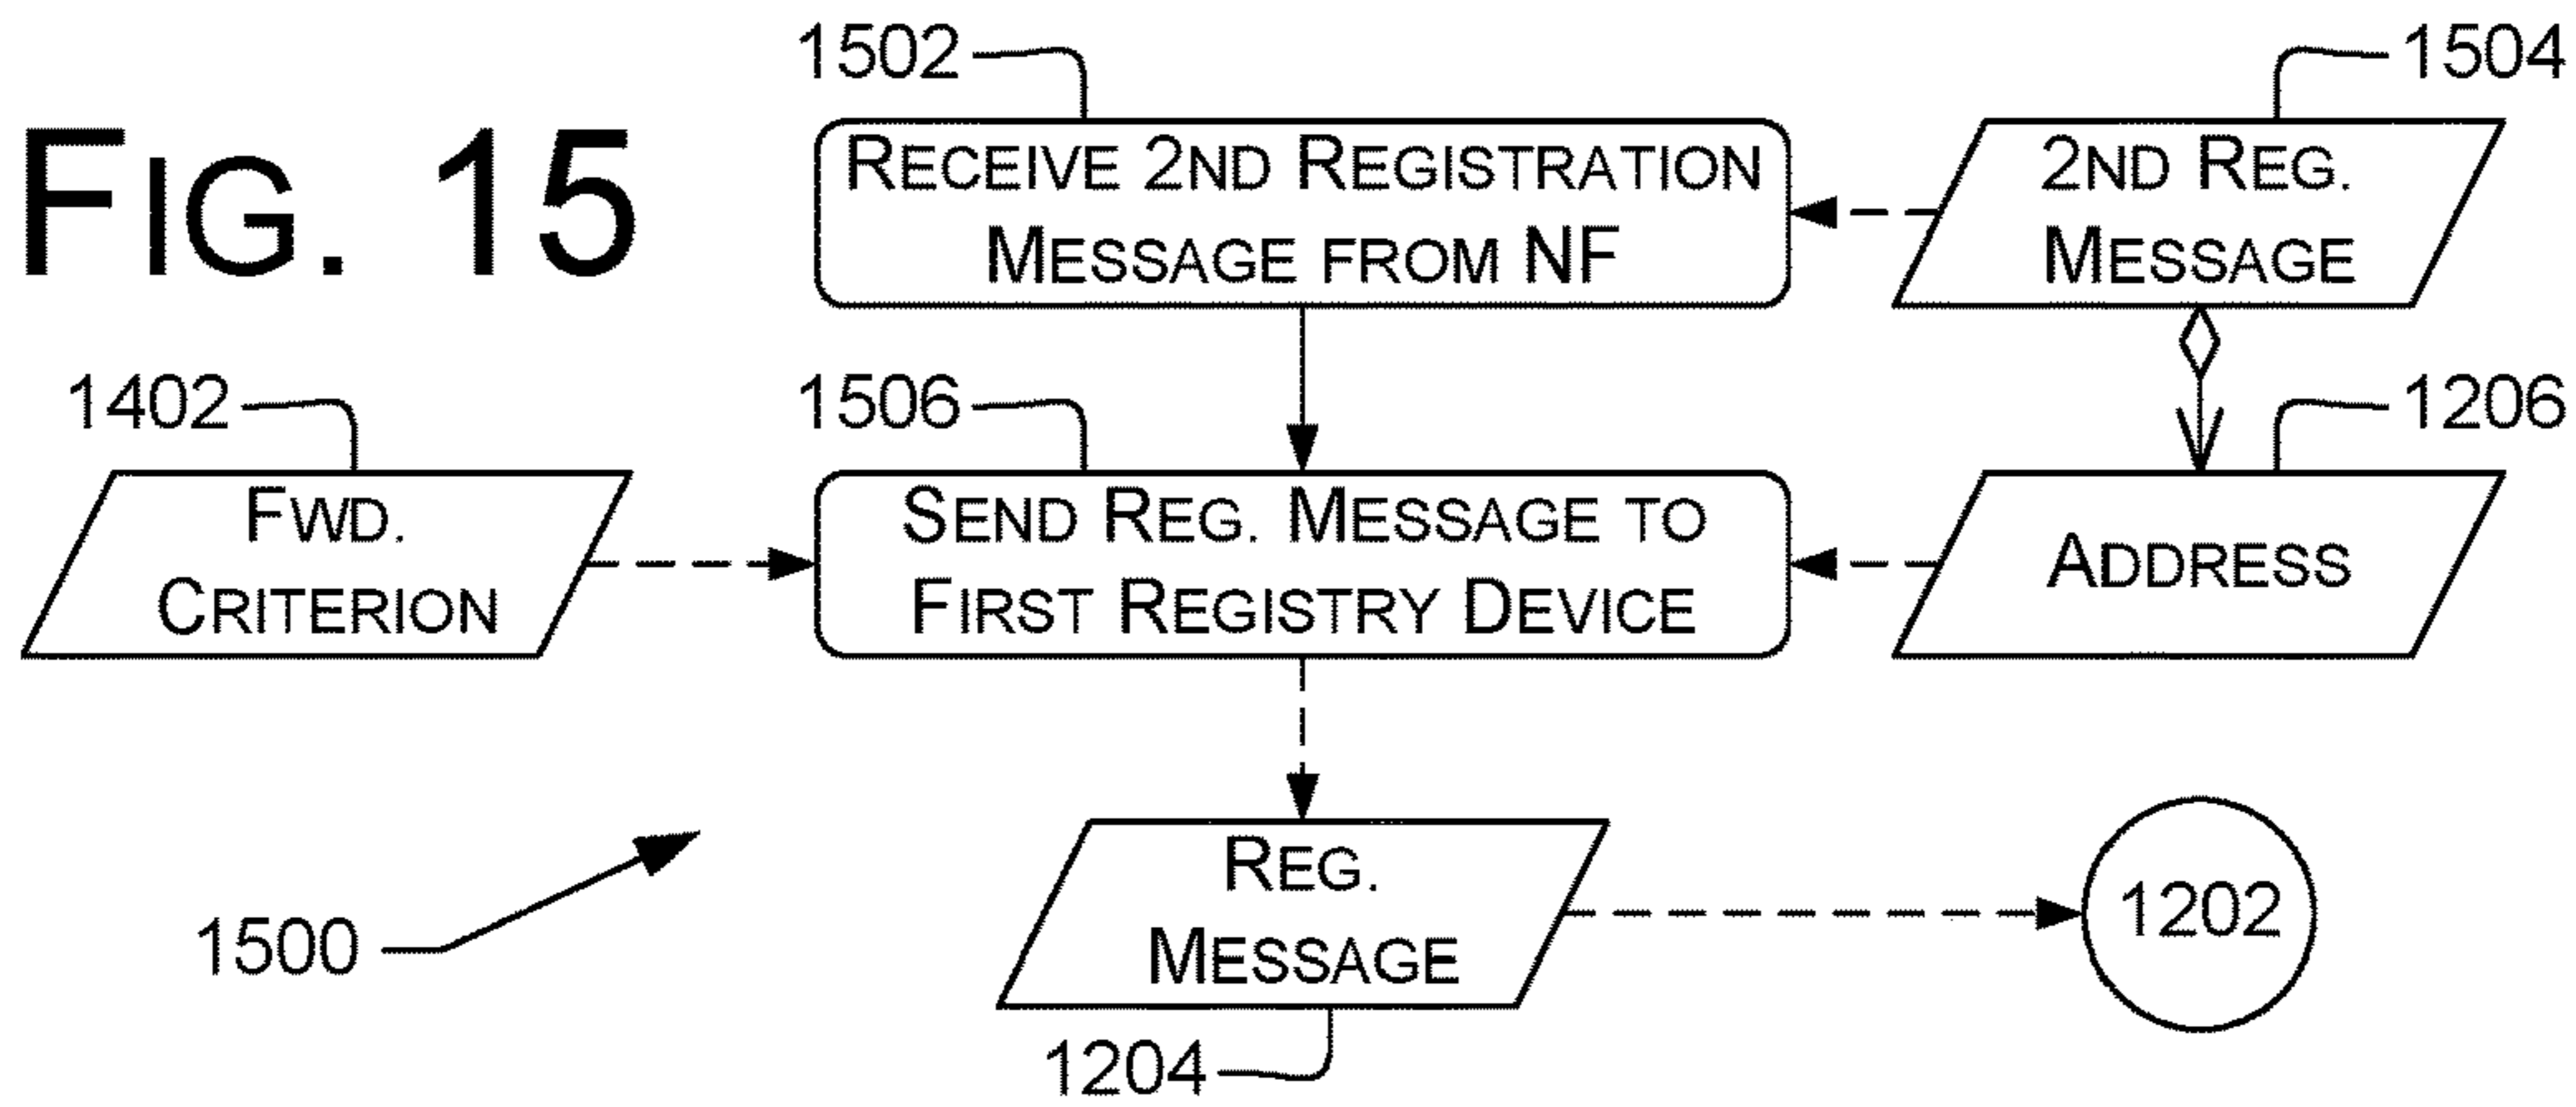 FIG. 15
1502
1504
RECEIVE 2ND REGISTRATION
MESSAGE FROM NF
2ND REG.
MESSAGE
1402
1506
1206
FWD.
CRITERION
SEND REG. MESSAGE TO
FIRST REGISTRY DEVICE
ADDRESS
1500
REG.
MESSAGE
1202
1204